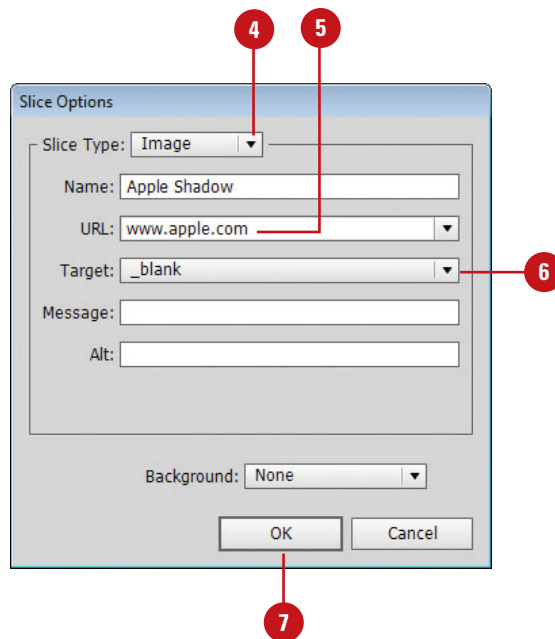 4 5
Slice Options
Slice Type: Image
Name: Apple Shadow
URL: www.apple.com
Target: _blank
6
Message:
Alt:
Background: None
OK Cancel
7